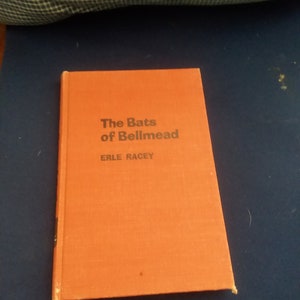 The Bats
of Bellmead
ERLE RACEY